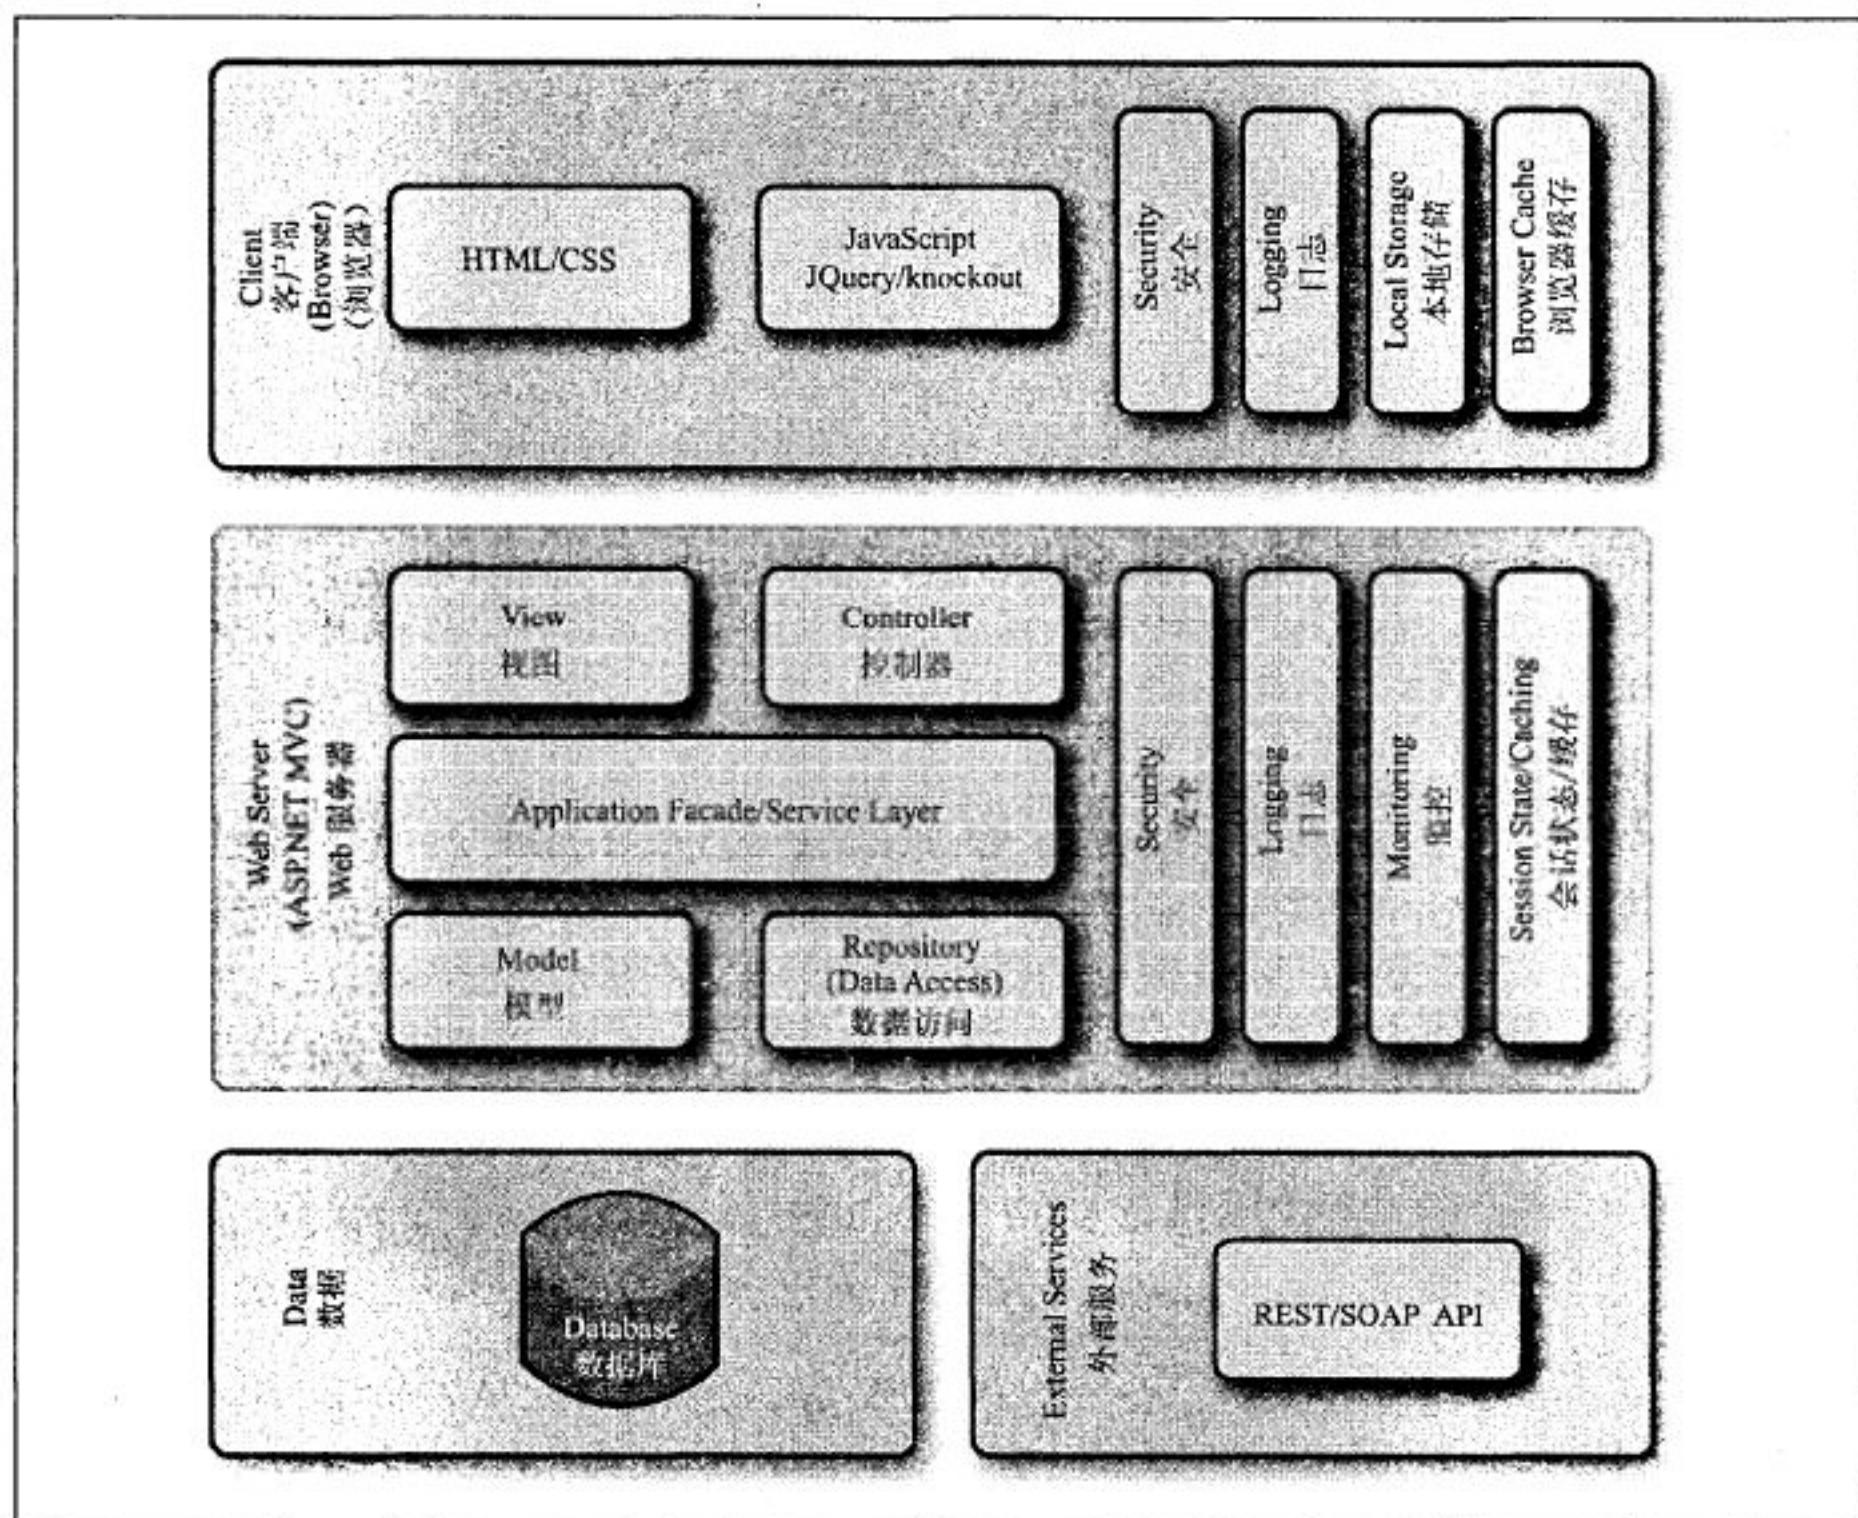 Client
客户端
(Browser)
(浏览器)
HTML/CSS
JavaScript
JQuery/knockout
Security
安全
Logging
日志
Local Storage
本地存储
Browser Cache
浏览器缓存
Web Server
(ASP.NET MVC)
Web 服务器
View
视图
Controller
控制器
Application Facade/Service Layer
Model
模型
Repository
(Data Access)
数据访问
Security
安全
Logging
日志
Monitoring
监控
Session State/Caching
会话状态/缓存
Data
数据
Database
数据库
External Services
外部服务
REST/SOAP API